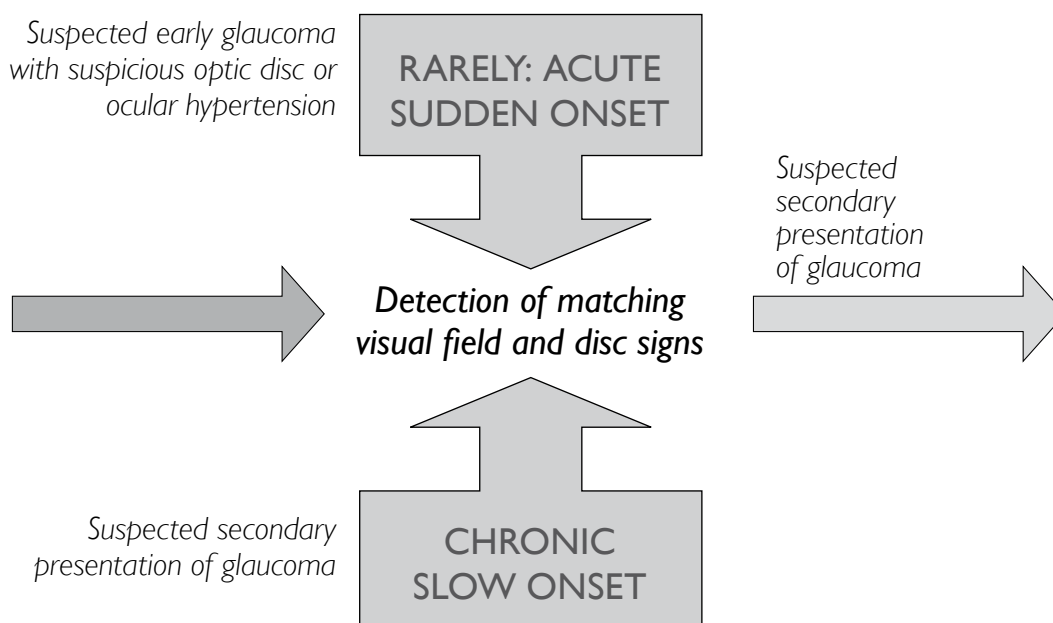 Suspected early glaucoma
with suspicious optic disc or
ocular hypertension
RARELY: ACUTE
SUDDEN ONSET
Suspected
secondary
presentation
of glaucoma
Detection of matching
visual field and disc signs
Suspected secondary
presentation of glaucoma
CHRONIC
SLOW ONSET